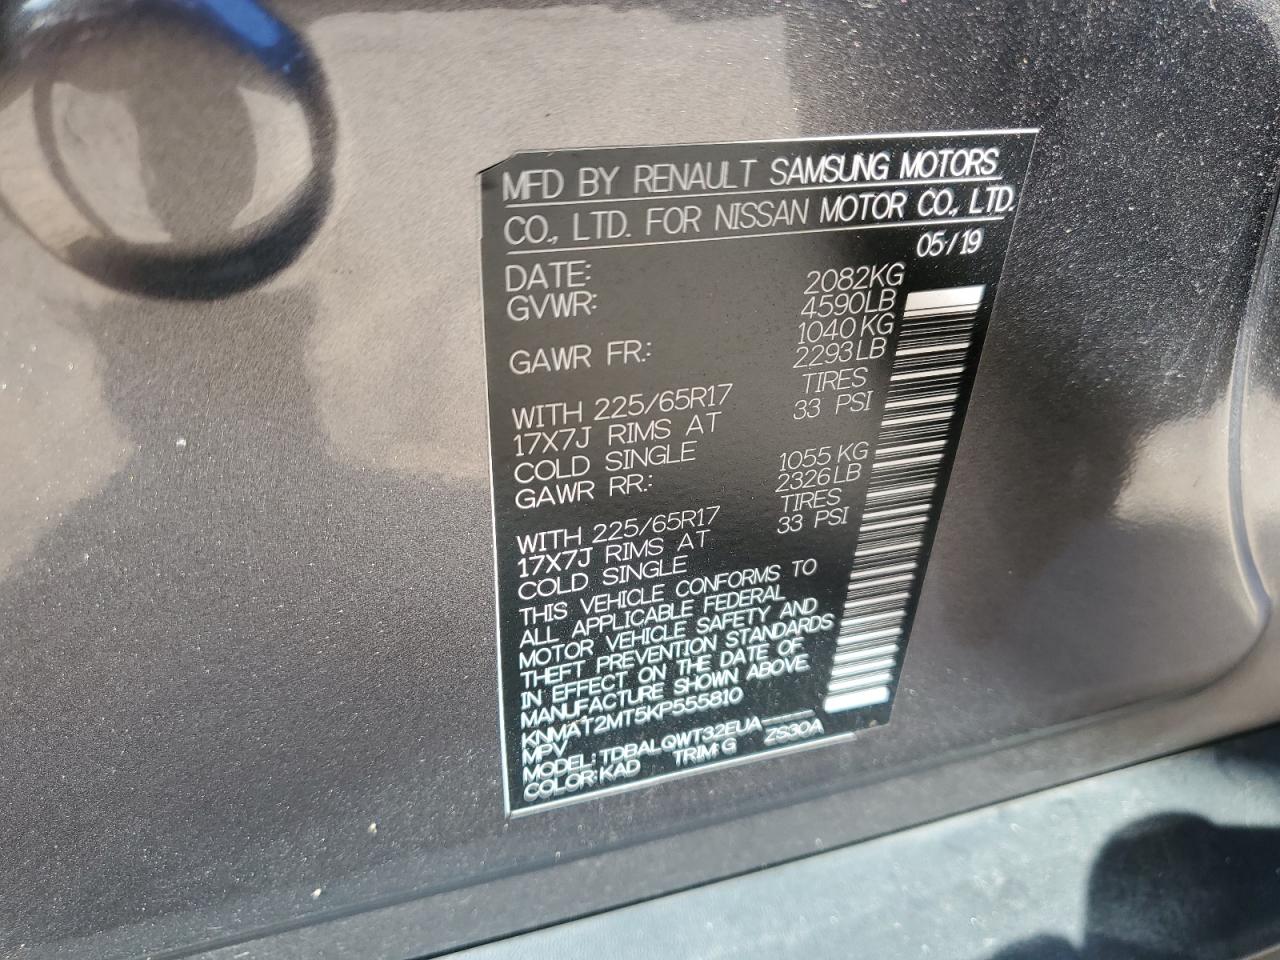 MFD BY RENAULT SAMSUNG MOTORS
CO., LTD. FOR NISSAN MOTOR CO., LTD.
DATE: 05/19
GVWR: 2082KG
4590LB
GAWR FR.: 1040KG
2293LB
WITH 225/65R17 TIRES
17X7J RIMS AT 33 PSI
COLD SINGLE
GAWR RR.: 1055KG
2326LB
WITH 225/65R17 TIRES
17X7J RIMS AT 33 PSI
COLD SINGLE
THIS VEHICLE CONFORMS TO
ALL APPLICABLE FEDERAL
MOTOR VEHICLE SAFETY AND
THEFT PREVENTION STANDARDS
IN EFFECT ON THE DATE OF
MANUFACTURE SHOWN ABOVE.
KNMAT2MT5KP555810
MPV
MODEL: TDBALQWT32EUA----
COLOR: KAD TRIM: G ZS30A